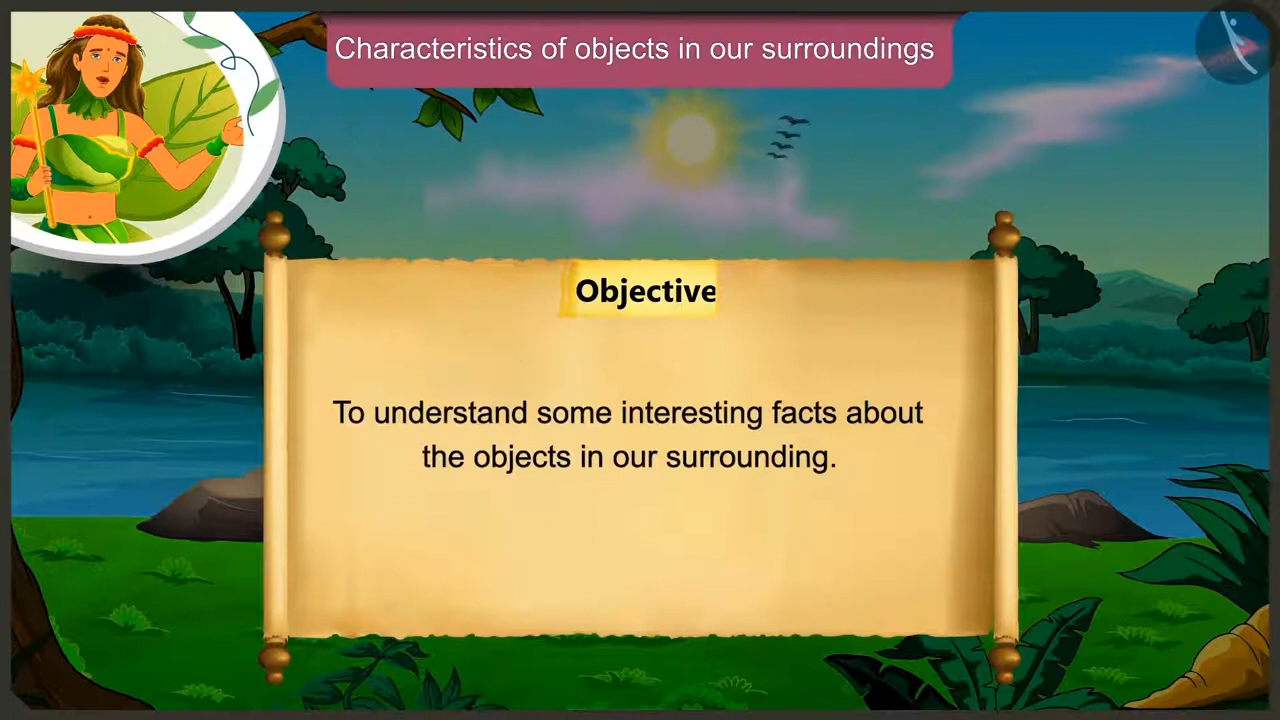 Characteristics of objects in our surroundings
Objective
To understand some interesting facts about
the objects in our surrounding.